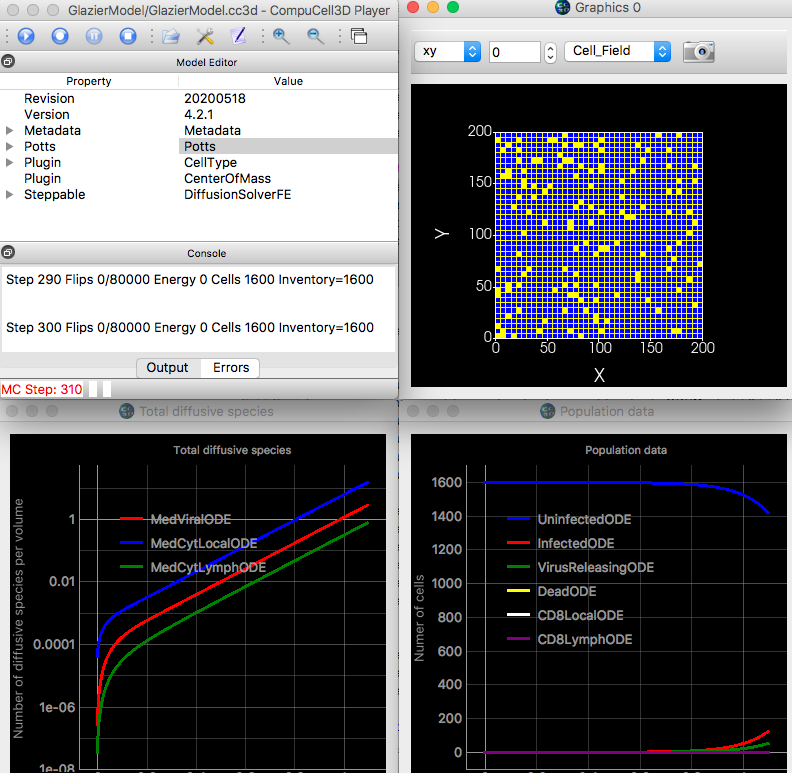 GlazierModel/GlazierModel.cc3d - CompuCell3D Player
Model Editor
Property Value
Revision 20200518
Version 4.2.1
Metadata Metadata
Potts Potts
Plugin CellType
Plugin CenterOfMass
Steppable DiffusionSolverFE
Console
Step 290 Flips 0/80000 Energy 0 Cells 1600 Inventory=1600
Step 300 Flips 0/80000 Energy 0 Cells 1600 Inventory=1600
Output Errors
MC Step: 310
Graphics 0
xy 0 Cell_Field
200
150
Y
100
50
0
0 50 100 150 200
X
Total diffusive species
Total diffusive species
Number of diffusive species per volume
1
0.01
0.0001
1e-06
1e-08
MedViralODE
MedCytLocalODE
MedCytLymphODE
Population data
Population data
Numer of cells
1600
1400
1200
1000
800
600
400
200
0
UninfectedODE
InfectedODE
VirusReleasingODE
DeadODE
CD8LocalODE
CD8LymphODE